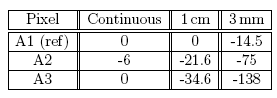 Pixel Continuous 1 cm 3 mm
A1 (ref) 0 0 -14.5
A2 -6 -21.6 -75
A3 0 -34.6 -138